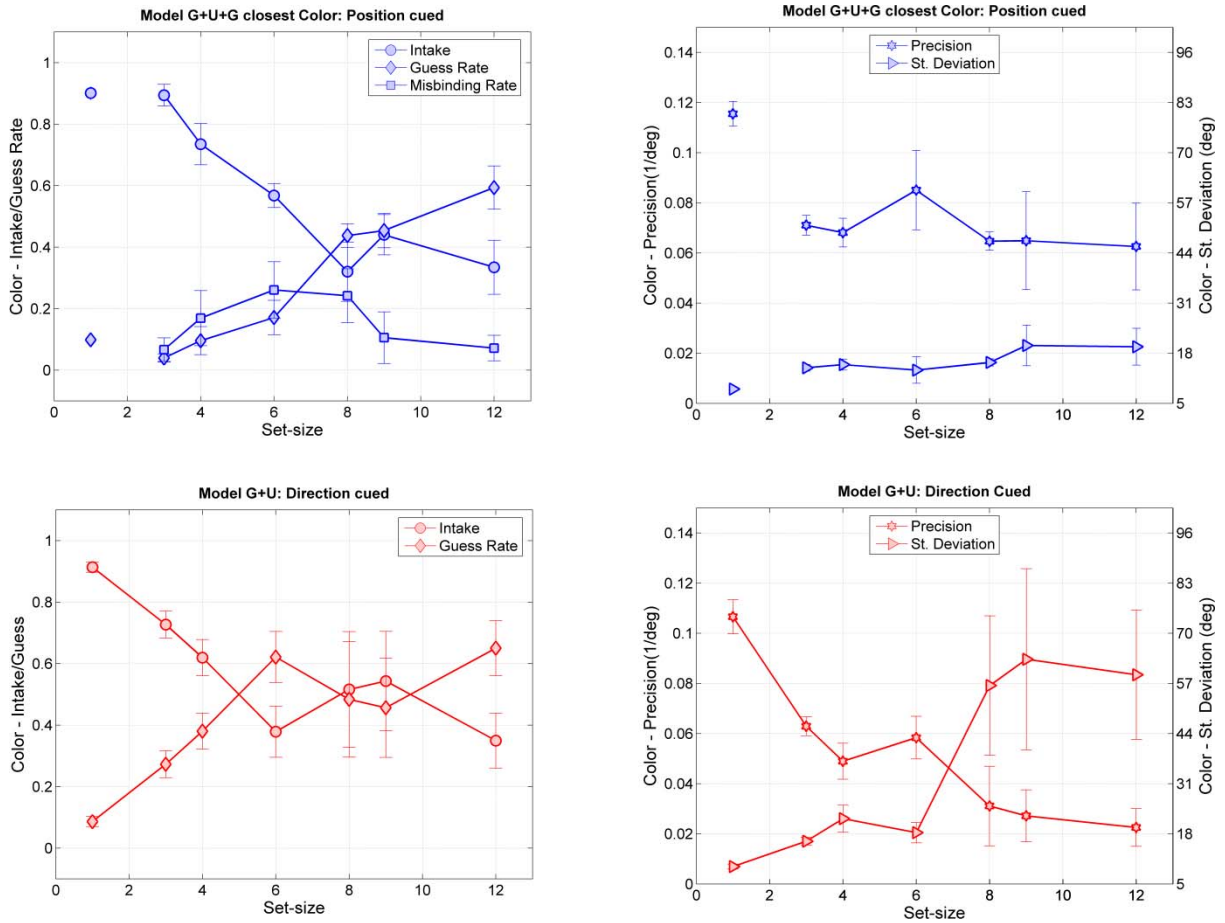 Model G+U+G closest Color: Position cued
Intake
Guess Rate
Misbinding Rate
Color - Intake/Guess Rate
1
0.8
0.6
0.4
0.2
0
0 2 4 6 8 10 12
Set-size
Model G+U+G closest Color: Position cued
Precision
St. Deviation
Color - Precision(1/deg)
0.14
0.12
0.1
0.08
0.06
0.04
0.02
0
96
83
70
57
44
31
18
5
Color - St. Deviation (deg)
0 2 4 6 8 10 12
Set-size
Model G+U: Direction cued
Intake
Guess Rate
Color - Intake/Guess
1
0.8
0.6
0.4
0.2
0
0 2 4 6 8 10 12
Set-size
Model G+U: Direction Cued
Precision
St. Deviation
Color - Precision(1/deg)
0.14
0.12
0.1
0.08
0.06
0.04
0.02
0
96
83
70
57
44
31
18
5
Color - St. Deviation (deg)
0 2 4 6 8 10 12
Set-size